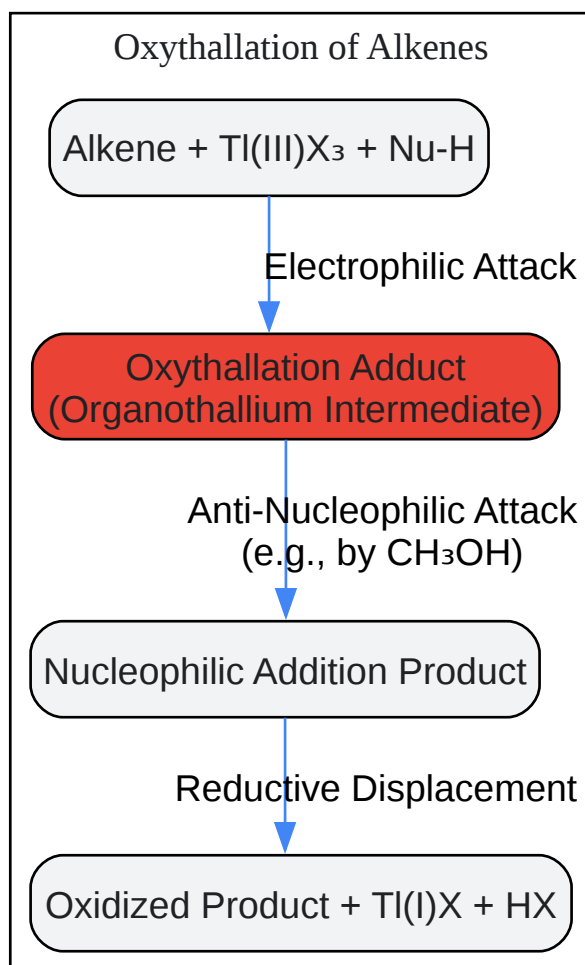 Oxythallation of Alkenes
Alkene + Tl(III)X₃ + Nu-H
Electrophilic Attack
Oxythallation Adduct
(Organothallium Intermediate)
Anti-Nucleophilic Attack
(e.g., by CH₃OH)
Nucleophilic Addition Product
Reductive Displacement
Oxidized Product + Tl(I)X + HX